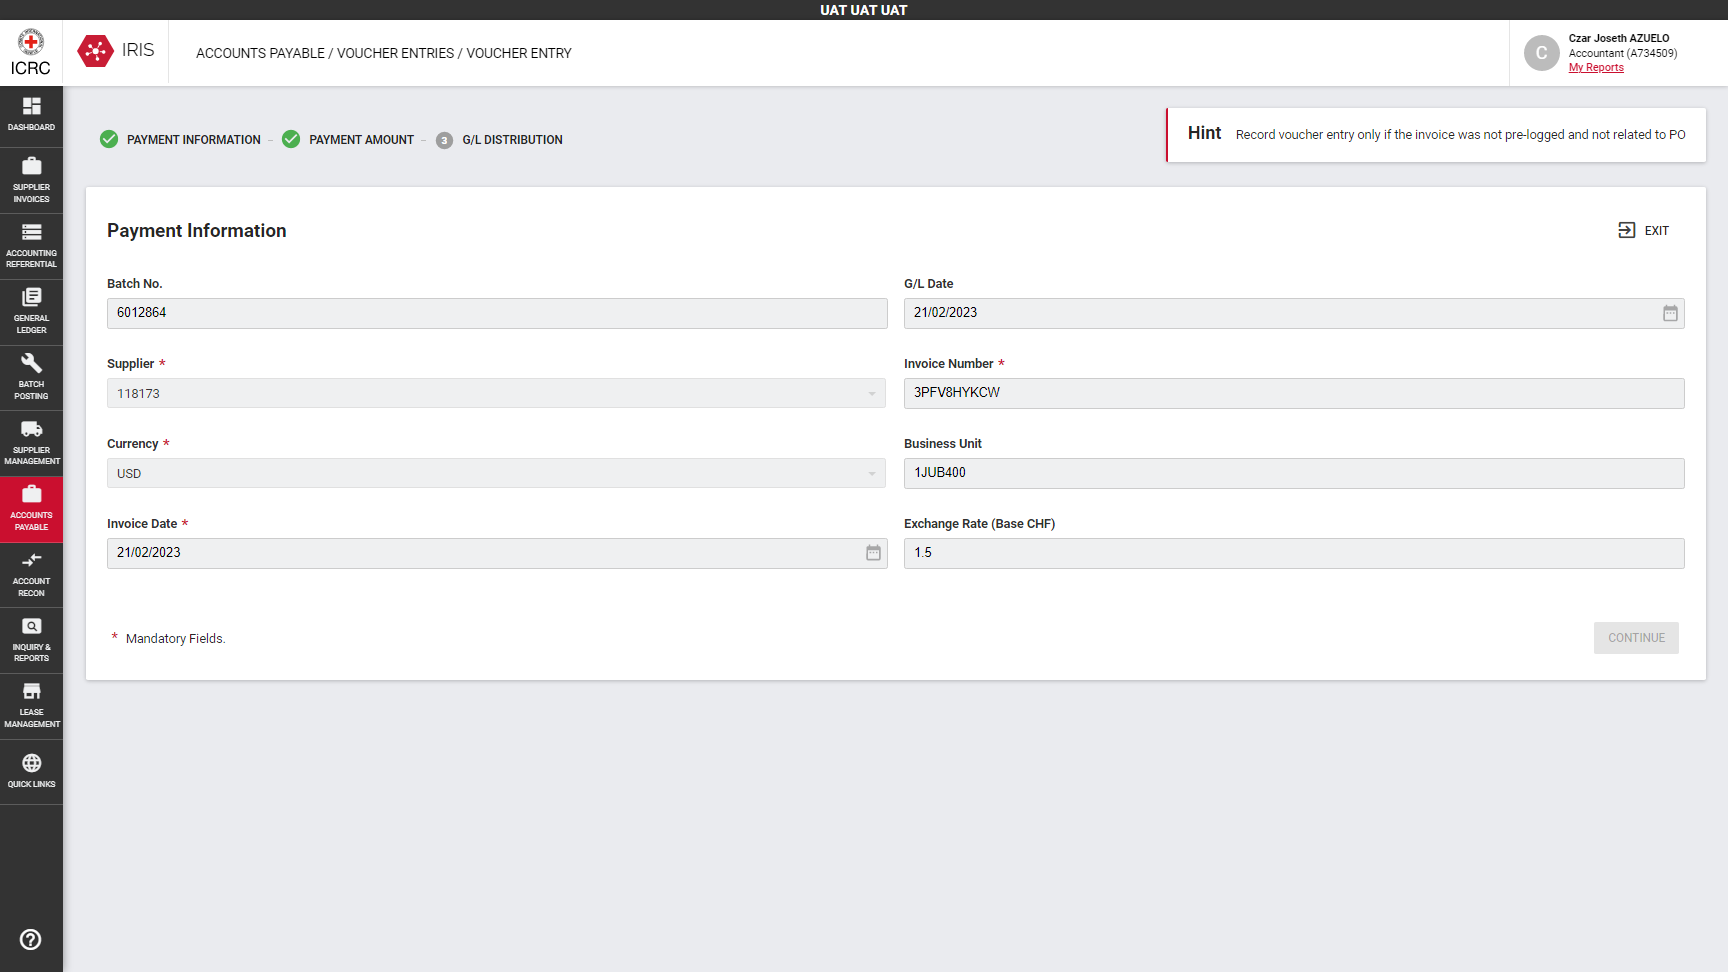 UAT UAT UAT
ICRC
IRIS
ACCOUNTS PAYABLE / VOUCHER ENTRIES / VOUCHER ENTRY
C
Czar Joseth AZUELO
Accountant (A734509)
My Reports
DASHBOARD
SUPPLIER
INVOICES
ACCOUNTING
REFERENTIAL
GENERAL
LEDGER
BATCH
POSTING
SUPPLIER
MANAGEMENT
ACCOUNTS
PAYABLE
ACCOUNT
RECON
INQUIRY &
REPORTS
LEASE
MANAGEMENT
QUICK LINKS
PAYMENT INFORMATION – PAYMENT AMOUNT – 3 G/L DISTRIBUTION
Hint Record voucher entry only if the invoice was not pre-logged and not related to PO
Payment Information
EXIT
Batch No.
6012864
G/L Date
21/02/2023
Supplier *
118173
Invoice Number *
3PFV8HYKCW
Currency *
USD
Business Unit
1JUB400
Invoice Date *
21/02/2023
Exchange Rate (Base CHF)
1.5
* Mandatory Fields.
CONTINUE